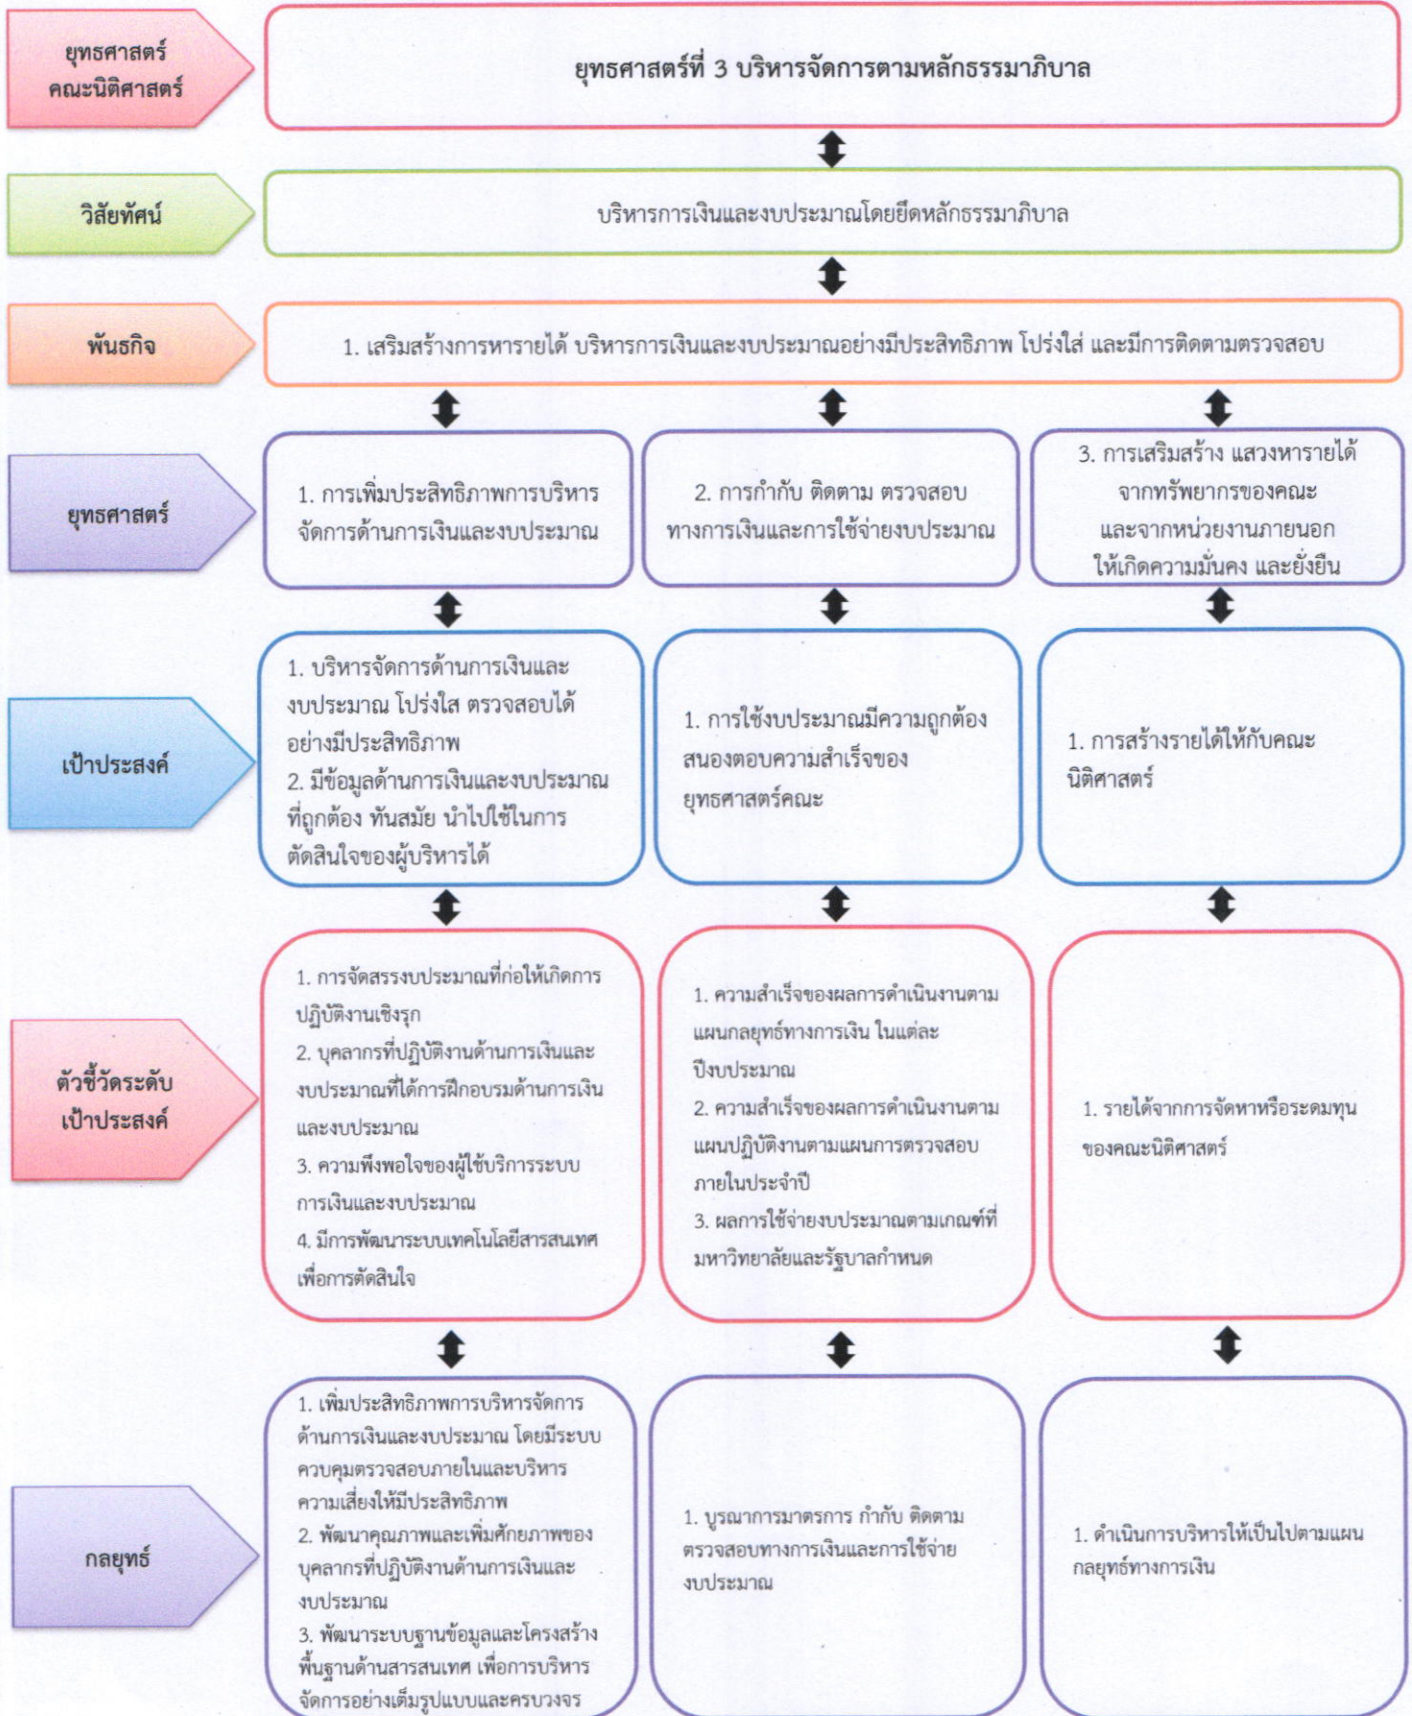 ยุทธศาสตร์
คณะนิติศาสตร์
ยุทธศาสตร์ที่ 3 บริหารจัดการตามหลักธรรมาภิบาล
วิสัยทัศน์
บริหารการเงินและงบประมาณโดยยึดหลักธรรมาภิบาล
พันธกิจ
1. เสริมสร้างการหารายได้ บริหารการเงินและงบประมาณอย่างมีประสิทธิภาพ โปร่งใส่ และมีการติดตามตรวจสอบ
ยุทธศาสตร์
1. การเพิ่มประสิทธิภาพการบริหาร
จัดการด้านการเงินและงบประมาณ
2. การกำกับ ติดตาม ตรวจสอบ
ทางการเงินและการใช้จ่ายงบประมาณ
3. การเสริมสร้าง แสวงหารายได้
จากทรัพยากรของคณะ
และจากหน่วยงานภายนอก
ให้เกิดความมั่นคง และยั่งยืน
เป้าประสงค์
1. บริหารจัดการด้านการเงินและ
งบประมาณ โปร่งใส ตรวจสอบได้
อย่างมีประสิทธิภาพ
2. มีข้อมูลด้านการเงินและงบประมาณ
ที่ถูกต้อง ทันสมัย นำไปใช้ในการ
ตัดสินใจของผู้บริหารได้
1. การใช้งบประมาณมีความถูกต้อง
สนองตอบความสำเร็จของ
ยุทธศาสตร์คณะ
1. การสร้างรายได้ให้กับคณะ
นิติศาสตร์
ตัวชี้วัดระดับ
เป้าประสงค์
1. การจัดสรรงบประมาณที่ก่อให้เกิดการ
ปฏิบัติงานเชิงรุก
2. บุคลากรที่ปฏิบัติงานด้านการเงินและ
งบประมาณที่ได้การฝึกอบรมด้านการเงิน
และงบประมาณ
3. ความพึงพอใจของผู้ใช้บริการระบบ
การเงินและงบประมาณ
4. มีการพัฒนาระบบเทคโนโลยีสารสนเทศ
เพื่อการตัดสินใจ
1. ความสำเร็จของผลการดำเนินงานตาม
แผนกลยุทธ์ทางการเงิน ในแต่ละ
ปีงบประมาณ
2. ความสำเร็จของผลการดำเนินงานตาม
แผนปฏิบัติงานตามแผนการตรวจสอบ
ภายในประจำปี
3. ผลการใช้จ่ายงบประมาณตามเกณฑ์ที่
มหาวิทยาลัยและรัฐบาลกำหนด
1. รายได้จากการจัดหาหรือระดมทุน
ของคณะนิติศาสตร์
กลยุทธ์
1. เพิ่มประสิทธิภาพการบริหารจัดการ
ด้านการเงินและงบประมาณ โดยมีระบบ
ควบคุมตรวจสอบภายในและบริหาร
ความเสี่ยงให้มีประสิทธิภาพ
2. พัฒนาคุณภาพและเพิ่มศักยภาพของ
บุคลากรที่ปฏิบัติงานด้านการเงินและ
งบประมาณ
3. พัฒนาระบบฐานข้อมูลและโครงสร้าง
พื้นฐานด้านสารสนเทศ เพื่อการบริหาร
จัดการอย่างเต็มรูปแบบและครบวงจร
1. บูรณาการมาตรการ กำกับ ติดตาม
ตรวจสอบทางการเงินและการใช้จ่าย
งบประมาณ
1. ดำเนินการบริหารให้เป็นไปตามแผน
กลยุทธ์ทางการเงิน